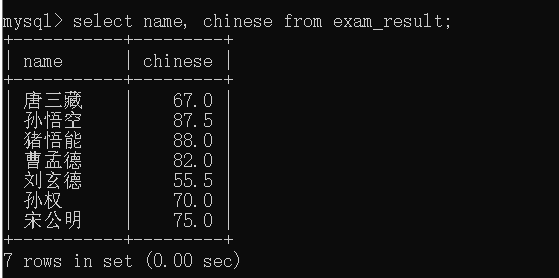 mysql> select name, chinese from exam_result;
+-----------+---------+
| name | chinese |
+-----------+---------+
| 唐三藏 | 67.0 |
| 孙悟空 | 87.5 |
| 猪悟能 | 88.0 |
| 曹孟德 | 82.0 |
| 刘玄德 | 55.5 |
| 孙权 | 70.0 |
| 宋公明 | 75.0 |
+-----------+---------+
7 rows in set (0.00 sec)